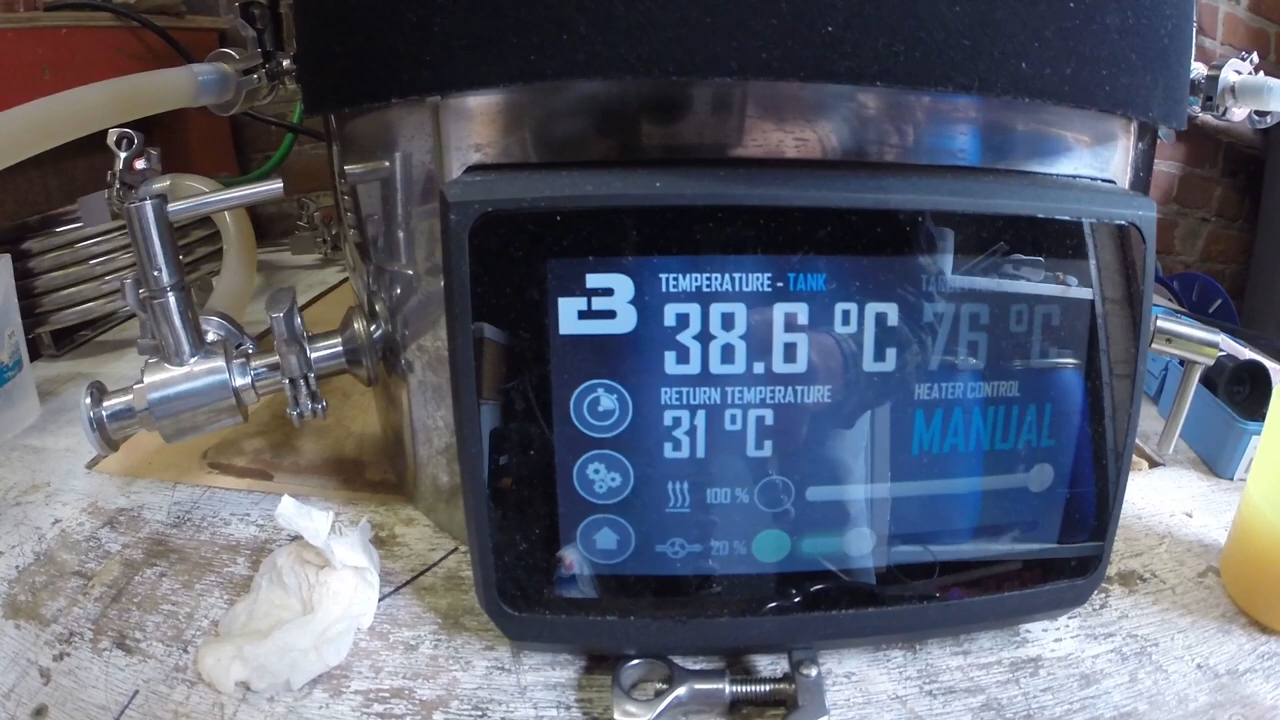 B
TEMPERATURE - TANK
38.6 °C
76 °C
RETURN TEMPERATURE
31 °C
HEATER CONTROL
MANUAL
100 %
20 %